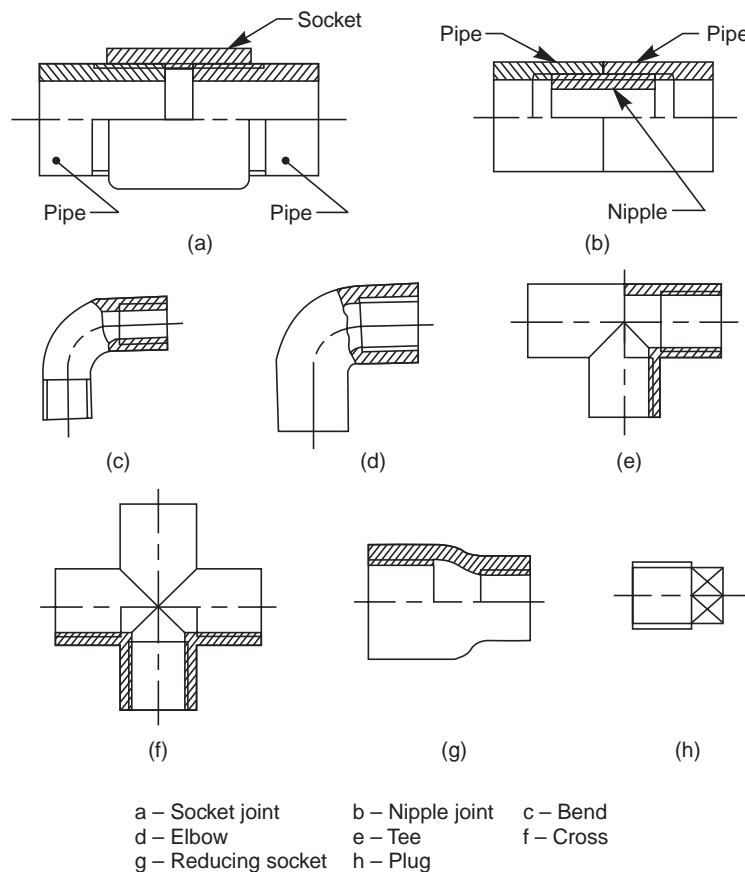 Socket
Pipe
Pipe
Pipe
Pipe
Nipple
(a)
(b)
(c)
(d)
(e)
(f)
(g)
(h)
a – Socket joint b – Nipple joint c – Bend
d – Elbow e – Tee f – Cross
g – Reducing socket h – Plug